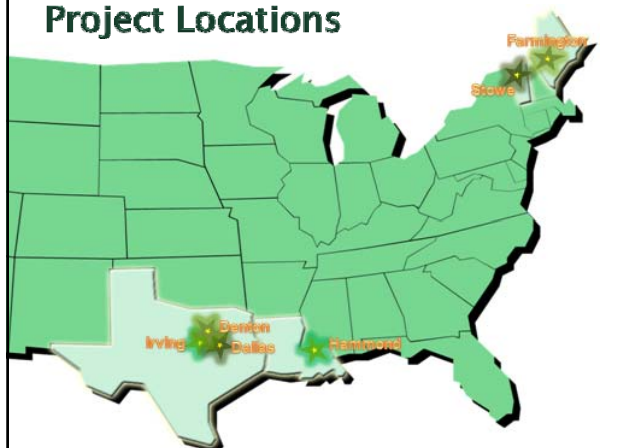 Project Locations
Farmington
Stowe
Denton
Irving
Dallas
Hammond